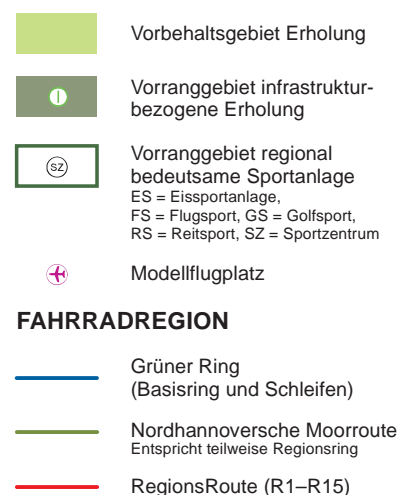 Vorbehaltsgebiet Erholung
I
Vorranggebiet infrastruktur-
bezogene Erholung
SZ
Vorranggebiet regional
bedeutsame Sportanlage
ES = Eissportanlage,
FS = Flugsport, GS = Golfsport,
RS = Reitsport, SZ = Sportzentrum
Modellflugplatz
FAHRRADREGION
Grüner Ring
(Basisring und Schleifen)
Nordhannoversche Moorroute
Entspricht teilweise Regionsring
RegionsRoute (R1–R15)